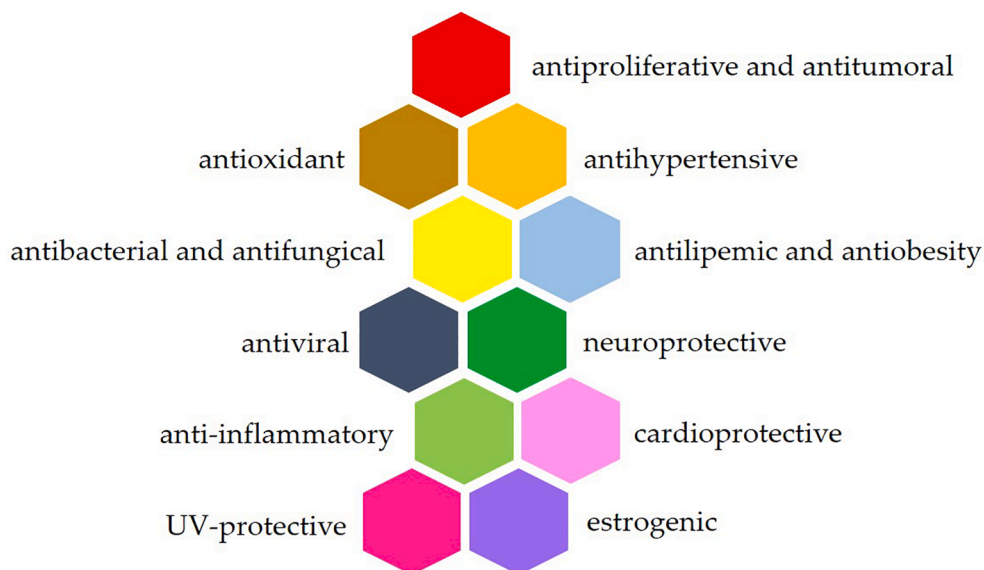 antiproliferative and antitumoral
antioxidant
antihypertensive
antibacterial and antifungical
antilipemic and antiobesity
antiviral
neuroprotective
anti-inflammatory
cardioprotective
UV-protective
estrogenic